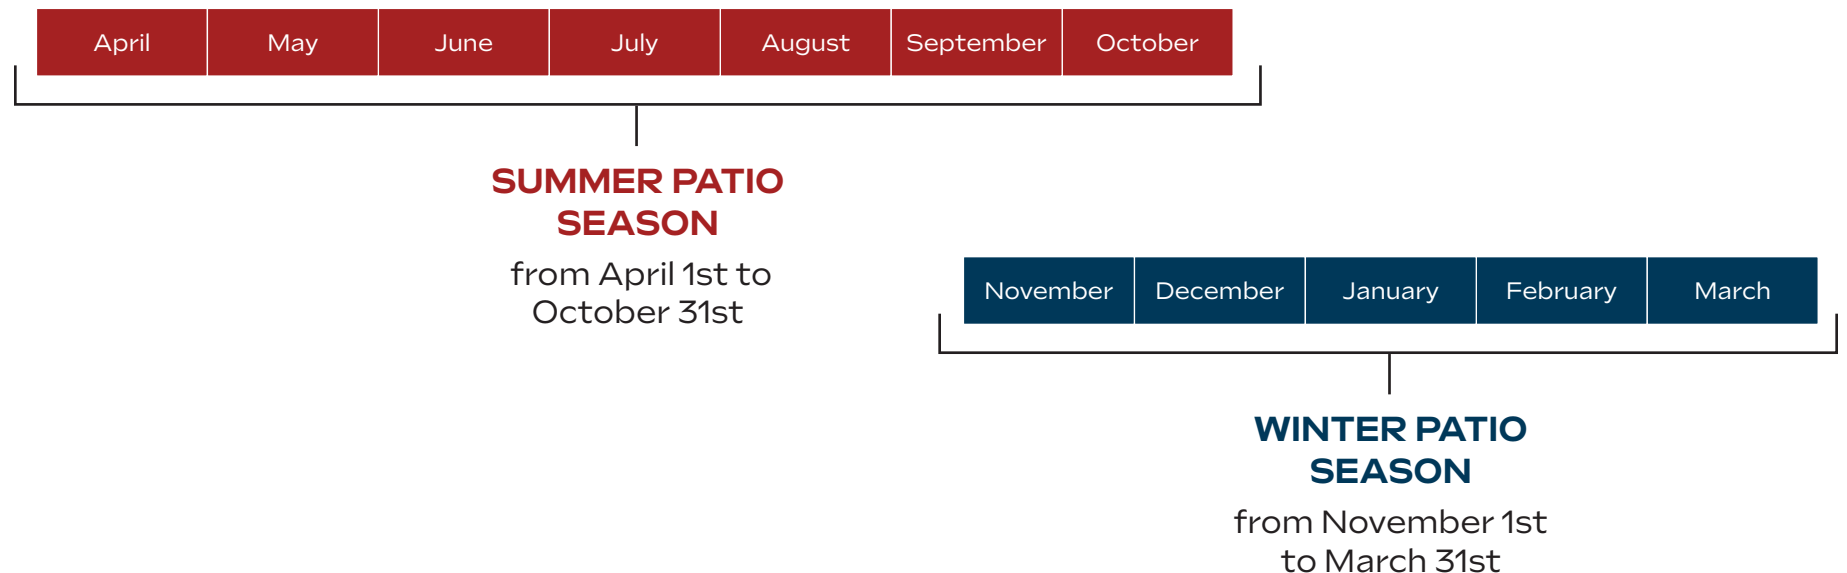 April May June July August September October
SUMMER PATIO
SEASON
from April 1st to
October 31st
November December January February March
WINTER PATIO
SEASON
from November 1st
to March 31st